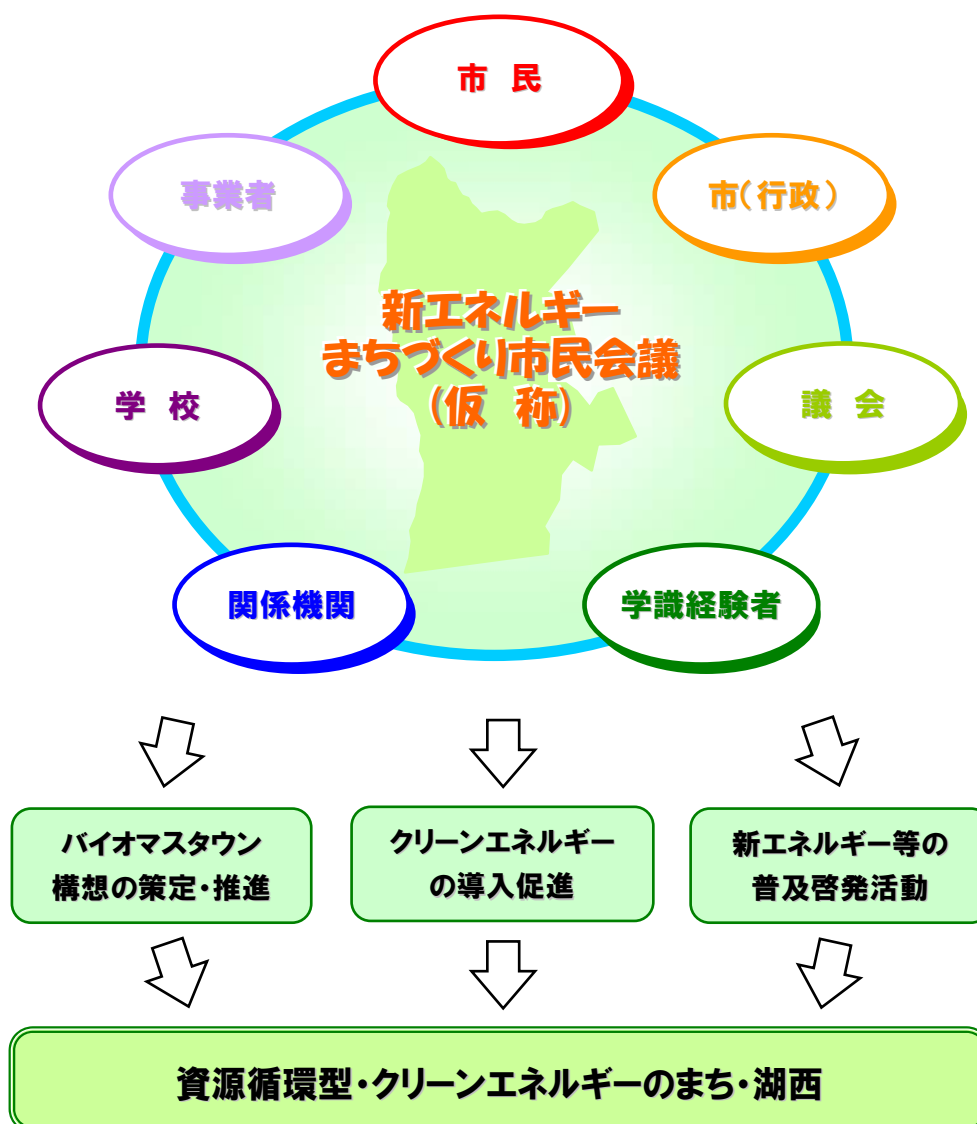 市 民
事業者
市(行政)
新エネルギー
まちづくり市民会議
(仮 称)
学 校
議 会
関係機関
学識経験者
バイオマスタウン
構想の策定・推進
クリーンエネルギー
の導入促進
新エネルギー等の
普及啓発活動
資源循環型・クリーンエネルギーのまち・湖西